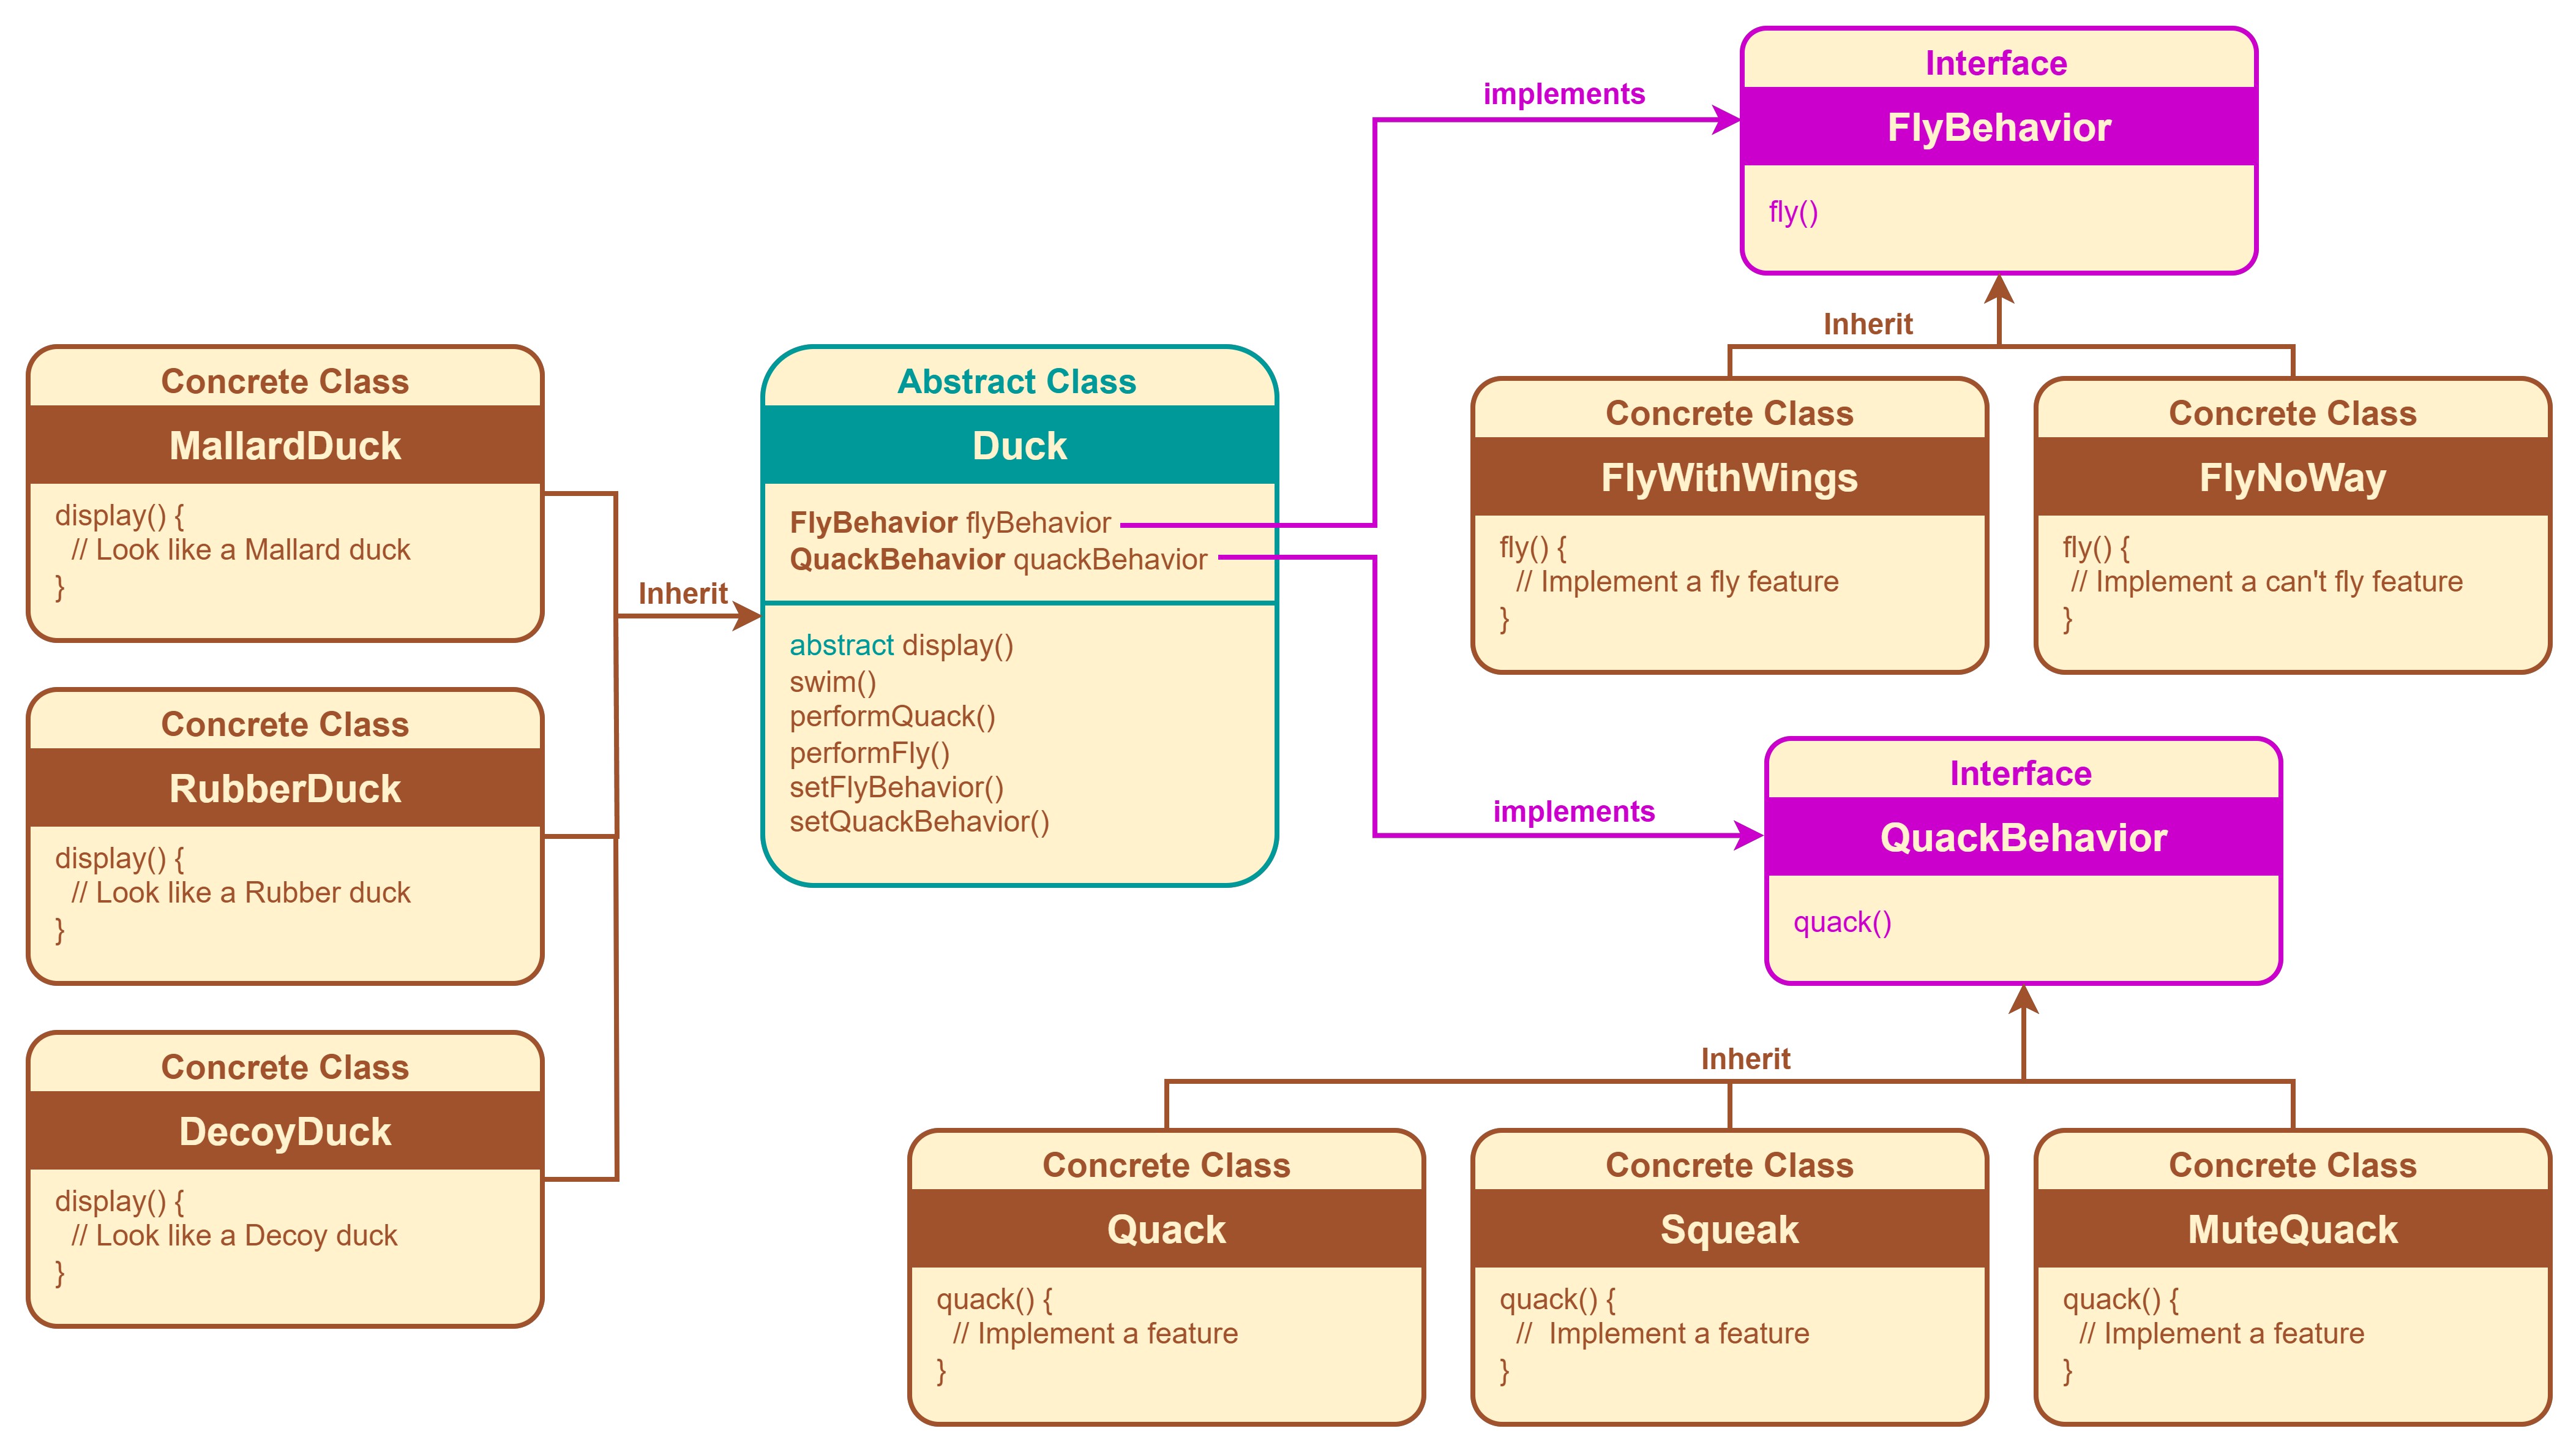 Concrete Class
MallardDuck
display() {
// Look like a Mallard duck
}
Concrete Class
RubberDuck
display() {
// Look like a Rubber duck
}
Concrete Class
DecoyDuck
display() {
// Look like a Decoy duck
}
Inherit
Abstract Class
Duck
FlyBehavior flyBehavior
QuackBehavior quackBehavior
abstract display()
swim()
performQuack()
performFly()
setFlyBehavior()
setQuackBehavior()
implements
Interface
FlyBehavior
fly()
Inherit
Concrete Class
FlyWithWings
fly() {
// Implement a fly feature
}
Concrete Class
FlyNoWay
fly() {
// Implement a can't fly feature
}
implements
Interface
QuackBehavior
quack()
Inherit
Concrete Class
Quack
quack() {
// Implement a feature
}
Concrete Class
Squeak
quack() {
//  Implement a feature
}
Concrete Class
MuteQuack
quack() {
// Implement a feature
}